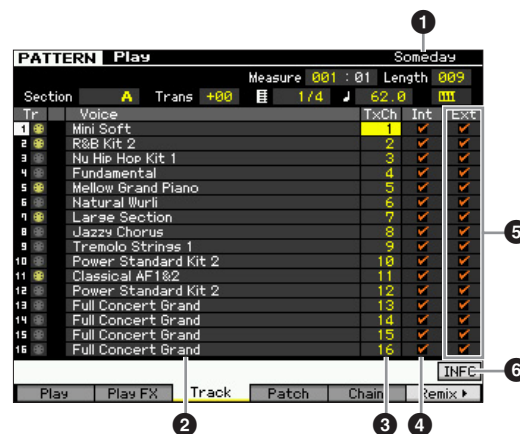 1
PATTERN Play Someday
Measure 001 : 01 Length 009
Section A Trans +00 1/4 ♩ 62.0
Tr Voice TxCh Int Ext
1 Mini Soft 1
2 R&B Kit 2 2
3 Nu Hip Hop Kit 1 3
4 Fundamental 4
5 Mellow Grand Piano 5
6 Natural Wurli 6
7 Large Section 7
8 Jazzy Chorus 8
9 Tremolo Strings 1 9
10 Power Standard Kit 2 10
11 Classical AF1&2 11
12 Power Standard Kit 2 12
13 Full Concert Grand 13
14 Full Concert Grand 14
15 Full Concert Grand 15
16 Full Concert Grand 16
5
INFO 6
Play Play FX Track Patch Chain Remix
2 3 4